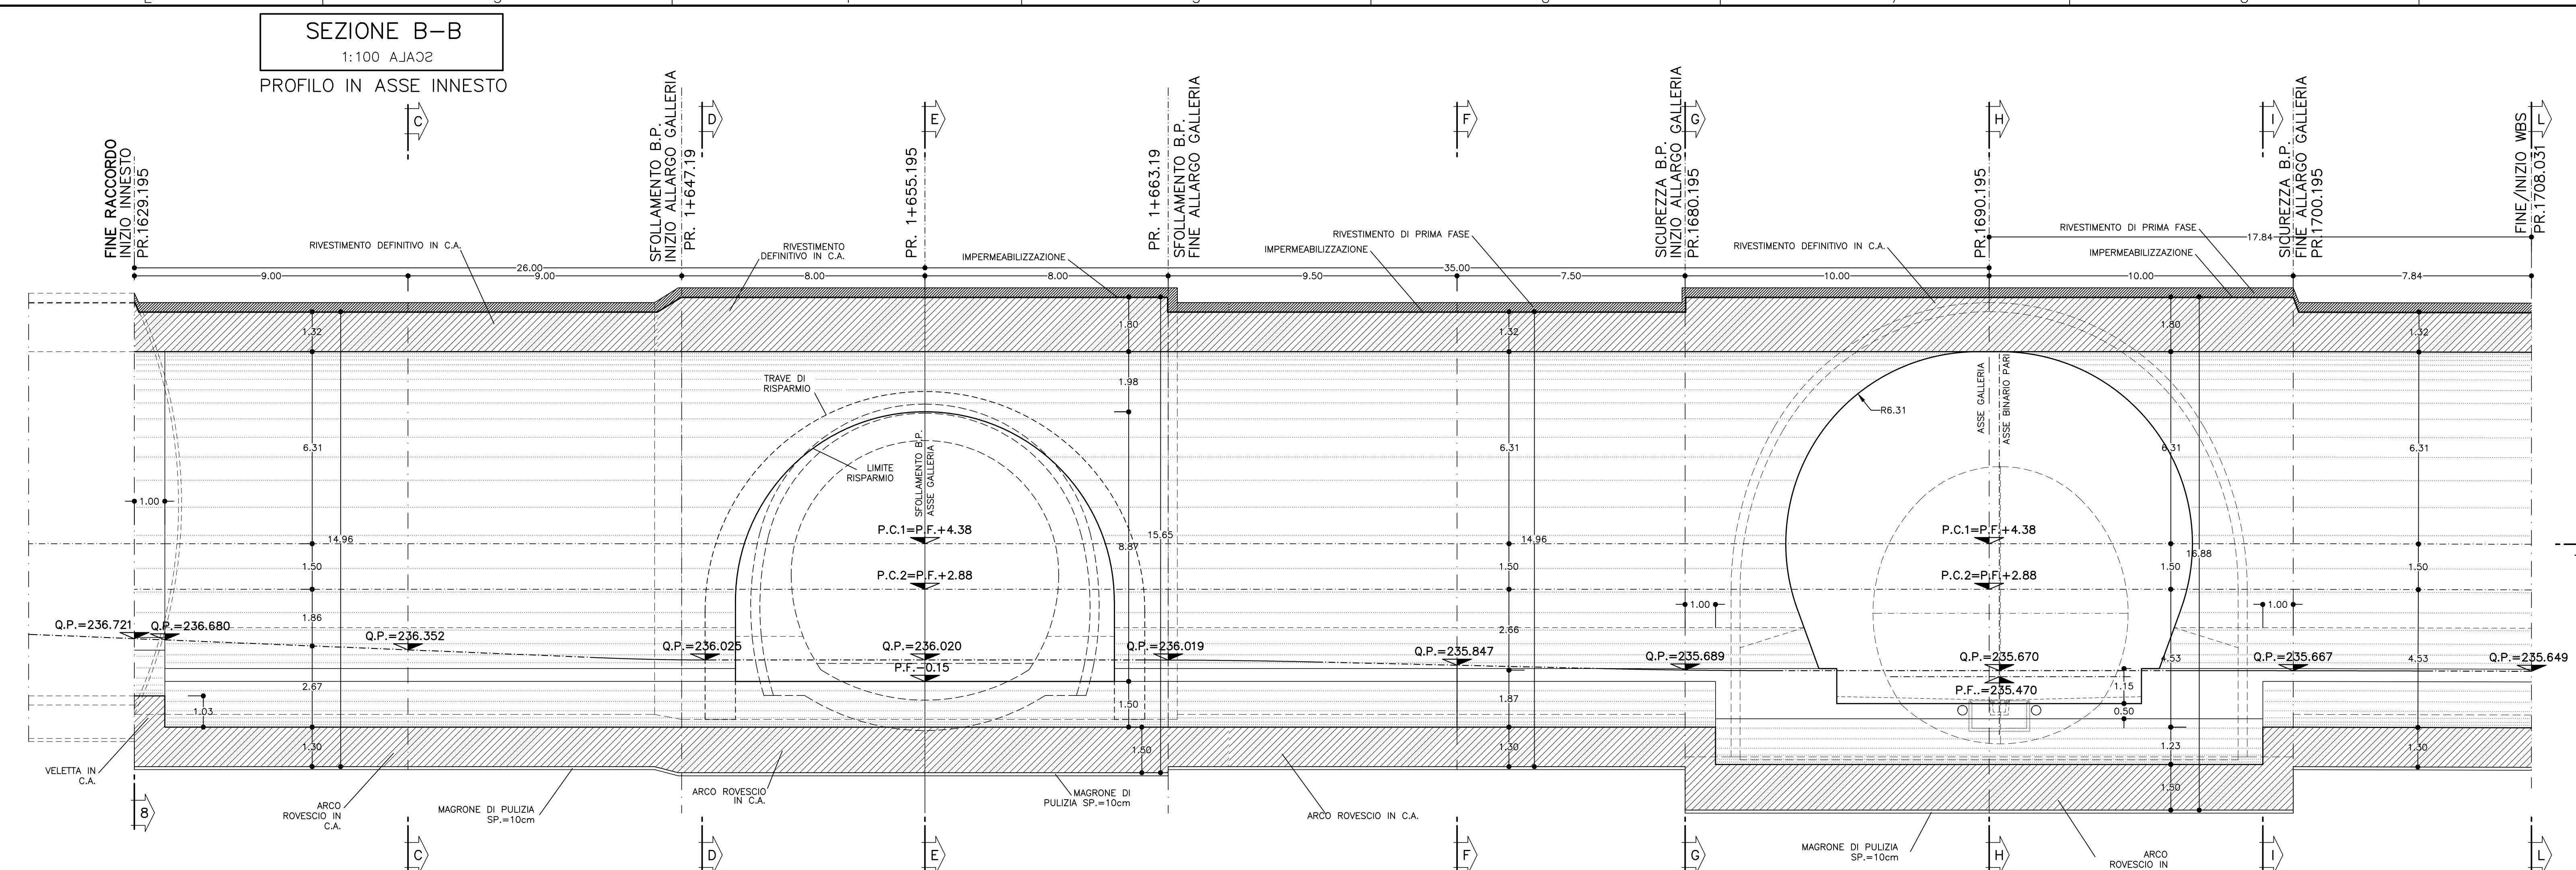 SEZIONE B-B
SCALA 1:100
PROFILO IN ASSE INNESTO
C
D
E
F
G
H
I
L
FINE RACCORDO
INIZIO INNESTO
PR.1629.195
SFOLLAMENTO B.P.
INIZIO ALLARGO GALLERIA
PR. 1+647.19
PR. 1+655.195
PR. 1+663.19
SFOLLAMENTO B.P.
FINE ALLARGO GALLERIA
SICUREZZA B.P.
INIZIO ALLARGO GALLERIA
PR.1680.195
PR.1690.195
SICUREZZA B.P.
FINE ALLARGO GALLERIA
PR.1700.195
FINE/INIZIO WBS
PR.1708.031
RIVESTIMENTO DEFINITIVO IN C.A.
RIVESTIMENTO
DEFINITIVO IN C.A.
IMPERMEABILIZZAZIONE
IMPERMEABILIZZAZIONE
RIVESTIMENTO DI PRIMA FASE
RIVESTIMENTO DEFINITIVO IN C.A.
RIVESTIMENTO DI PRIMA FASE
IMPERMEABILIZZAZIONE
17.84
26.00
35.00
9.00
9.00
8.00
8.00
9.50
7.50
10.00
10.00
7.84
1.32
1.80
1.32
1.80
1.32
TRAVE DI
RISPARMIO
1.98
ASSE GALLERIA
ASSE BINARIO PARI
R6.31
6.31
6.31
6.31
6.31
LIMITE
RISPARMIO
SFOLLAMENTO B.P.
ASSE GALLERIA
1.00
P.C.1=P.F.+4.38
P.C.1=P.F.+4.38
14.96
8.87
15.65
14.96
16.88
1.50
1.50
1.50
1.50
P.C.2=P.F.+2.88
P.C.2=P.F.+2.88
1.00
1.00
1.86
2.66
Q.P.=236.721
Q.P.=236.680
Q.P.=236.352
Q.P.=236.025
Q.P.=236.020
Q.P.=236.019
Q.P.=235.847
Q.P.=235.689
Q.P.=235.670
Q.P.=235.667
Q.P.=235.649
4.53
4.53
P.F.-0.15
P.F..=235.470
2.67
1.03
1.50
1.87
1.15
0.50
1.30
1.50
1.30
1.23
1.30
1.50
VELETTA IN
C.A.
ARCO
ROVESCIO IN
C.A.
MAGRONE DI PULIZIA
SP.=10cm
ARCO ROVESCIO
IN C.A.
MAGRONE DI
PULIZIA SP.=10cm
ARCO ROVESCIO IN C.A.
MAGRONE DI PULIZIA
SP.=10cm
ARCO
ROVESCIO IN
8
C
D
E
F
G
H
I
L